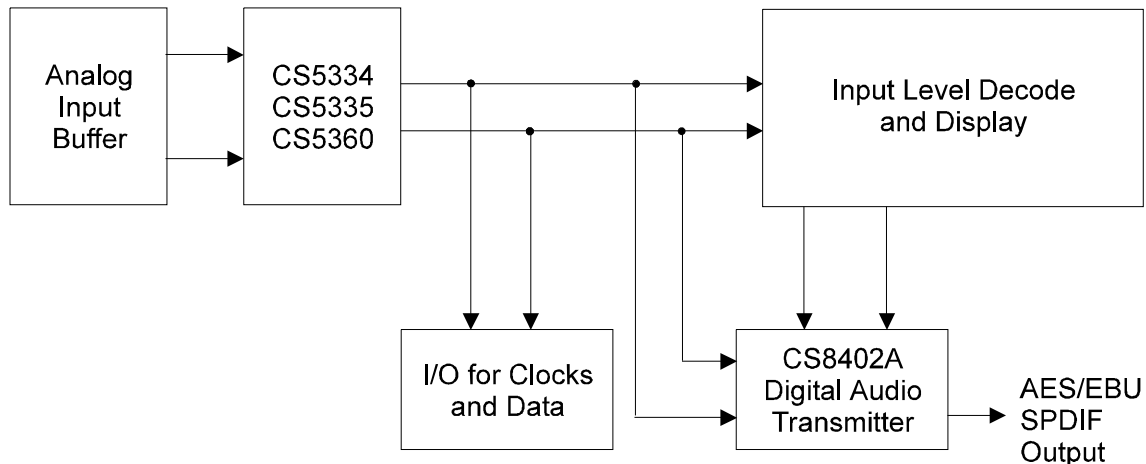 Analog
Input
Buffer
CS5334
CS5335
CS5360
Input Level Decode
and Display
I/O for Clocks
and Data
CS8402A
Digital Audio
Transmitter
AES/EBU
SPDIF
Output